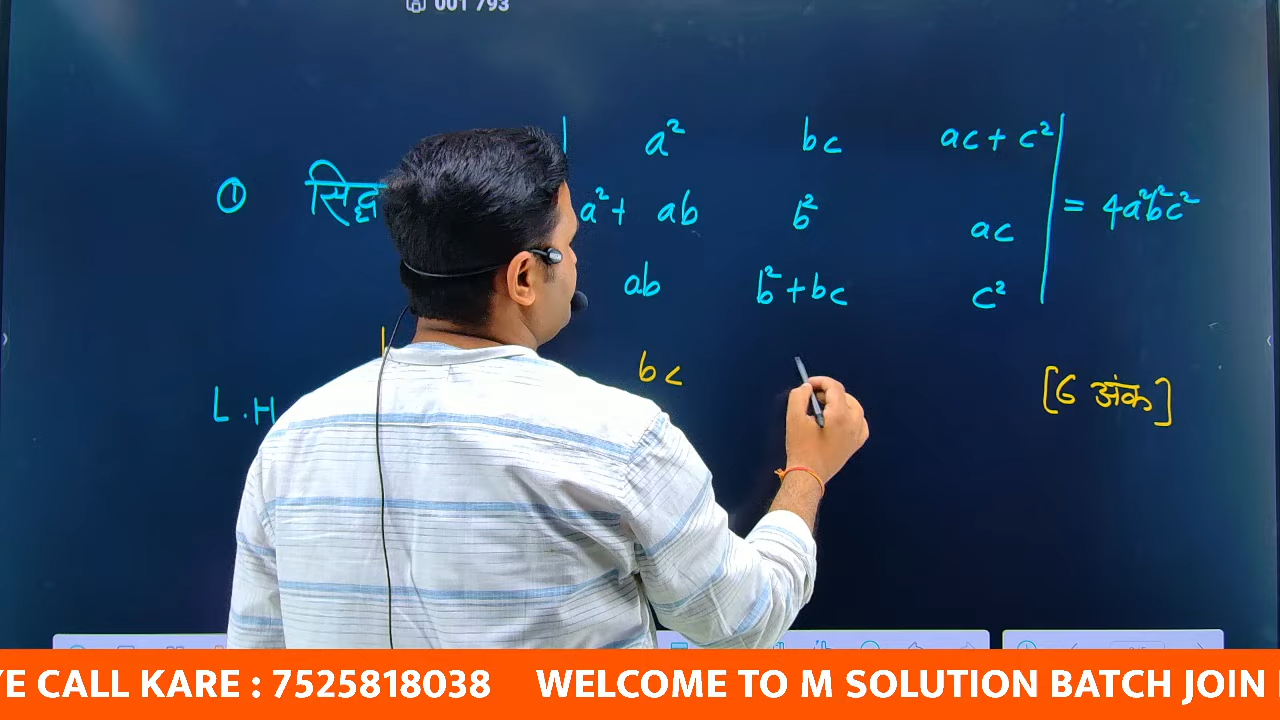 001 793
a² bc ac + c²
① सिद्ध a² + ab b² ac = 4a²b²c²
ab b² + bc c²
bc
L.H [6 अंक]
YE CALL KARE : 7525818038 WELCOME TO M SOLUTION BATCH JOIN